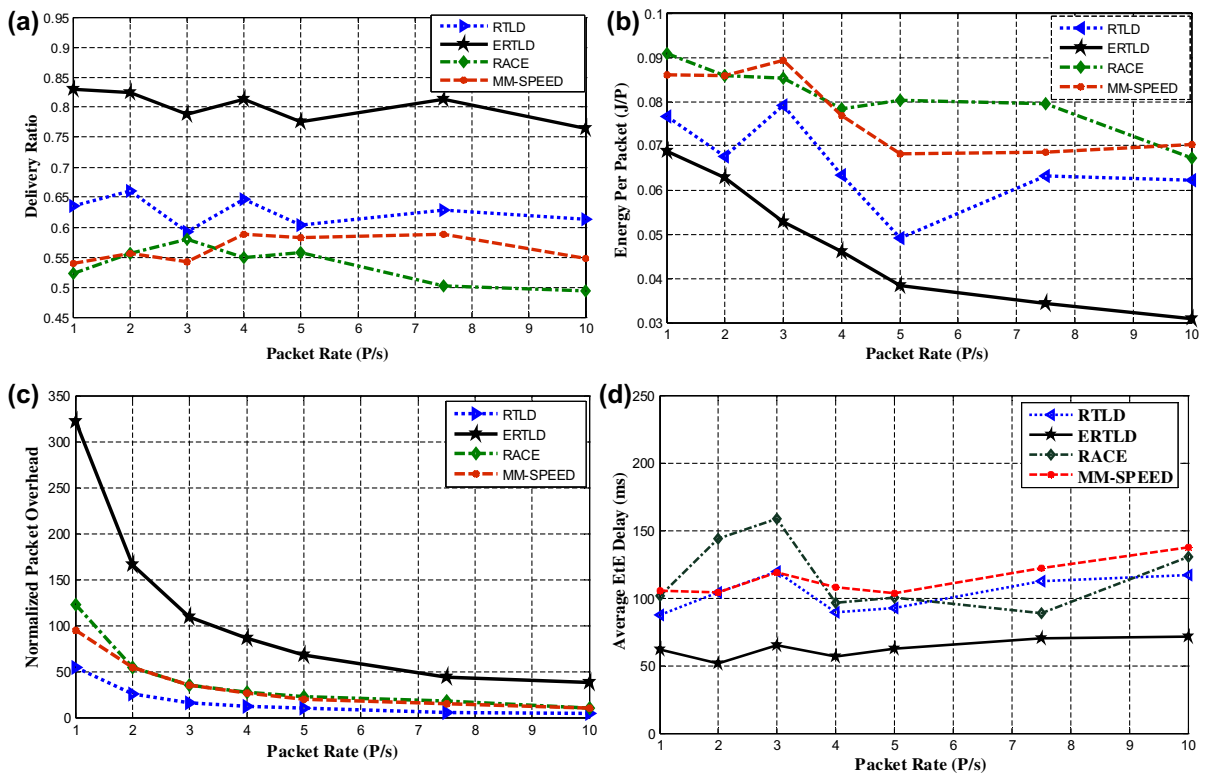 (a)
0.95
0.9
0.85
0.8
0.75
0.7
0.65
0.6
0.55
0.5
0.45
Delivery Ratio
RTLD
ERTLD
RACE
MM-SPEED
1 2 3 4 5 6 7 8 9 10
Packet Rate (P/s)
(b)
0.1
0.09
0.08
0.07
0.06
0.05
0.04
0.03
Energy Per Packet (J/P)
RTLD
ERTLD
RACE
MM-SPEED
1 2 3 4 5 6 7 8 9 10
Packet Rate (P/s)
(c)
350
300
250
200
150
100
50
0
Normalized Packet Overhead
RTLD
ERTLD
RACE
MM-SPEED
1 2 3 4 5 6 7 8 9 10
Packet Rate (P/s)
(d)
250
200
150
100
50
0
Average EtE Delay (ms)
RTLD
ERTLD
RACE
MM-SPEED
1 2 3 4 5 6 7 8 9 10
Packet Rate (P/s)